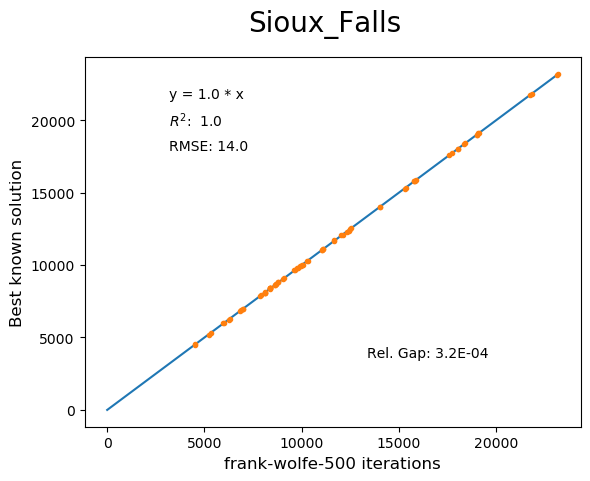 Sioux_Falls
y = 1.0 * x
R²:  1.0
RMSE: 14.0
Rel. Gap: 3.2E-04
Best known solution
20000
15000
10000
5000
0
0 5000 10000 15000 20000
frank-wolfe-500 iterations